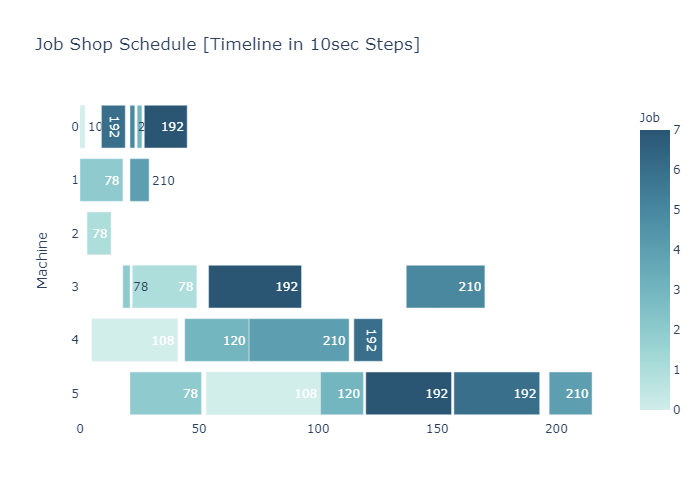 Job Shop Schedule [Timeline in 10sec Steps]
Job
0 192 2 192
1 78 210
2 78
3 78 78 192 210
4 108 120 210 192
5 78 108 120 192 192 210
Machine
0 50 100 150 200
7
6
5
4
3
2
1
0